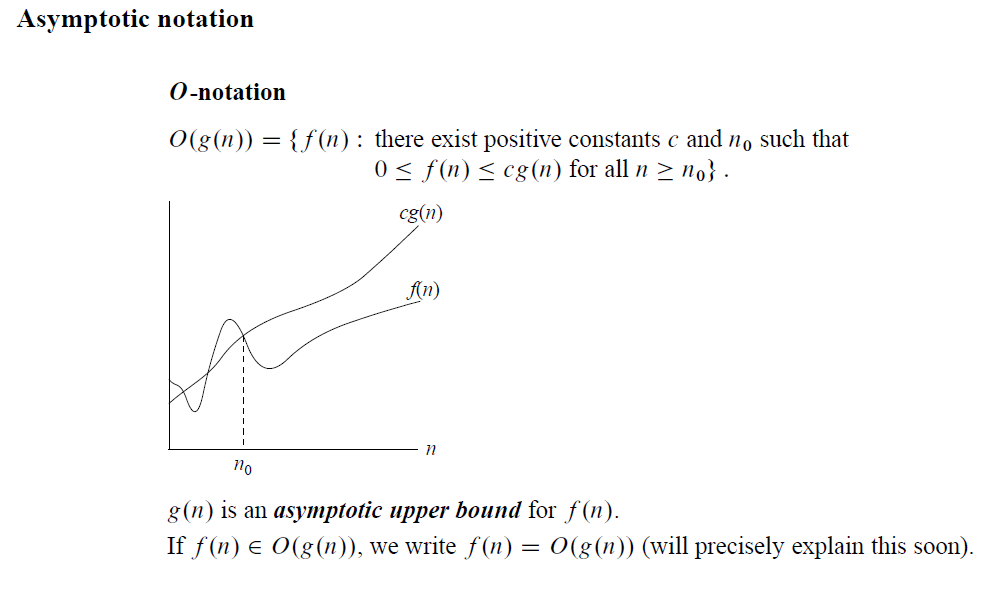 Asymptotic notation
O-notation
O(g(n)) = { f(n) : there exist positive constants c and n₀ such that
0 ≤ f(n) ≤ cg(n) for all n ≥ n₀} .
cg(n)
f(n)
n
n₀
g(n) is an asymptotic upper bound for f(n).
If f(n) ∈ O(g(n)), we write f(n) = O(g(n)) (will precisely explain this soon).